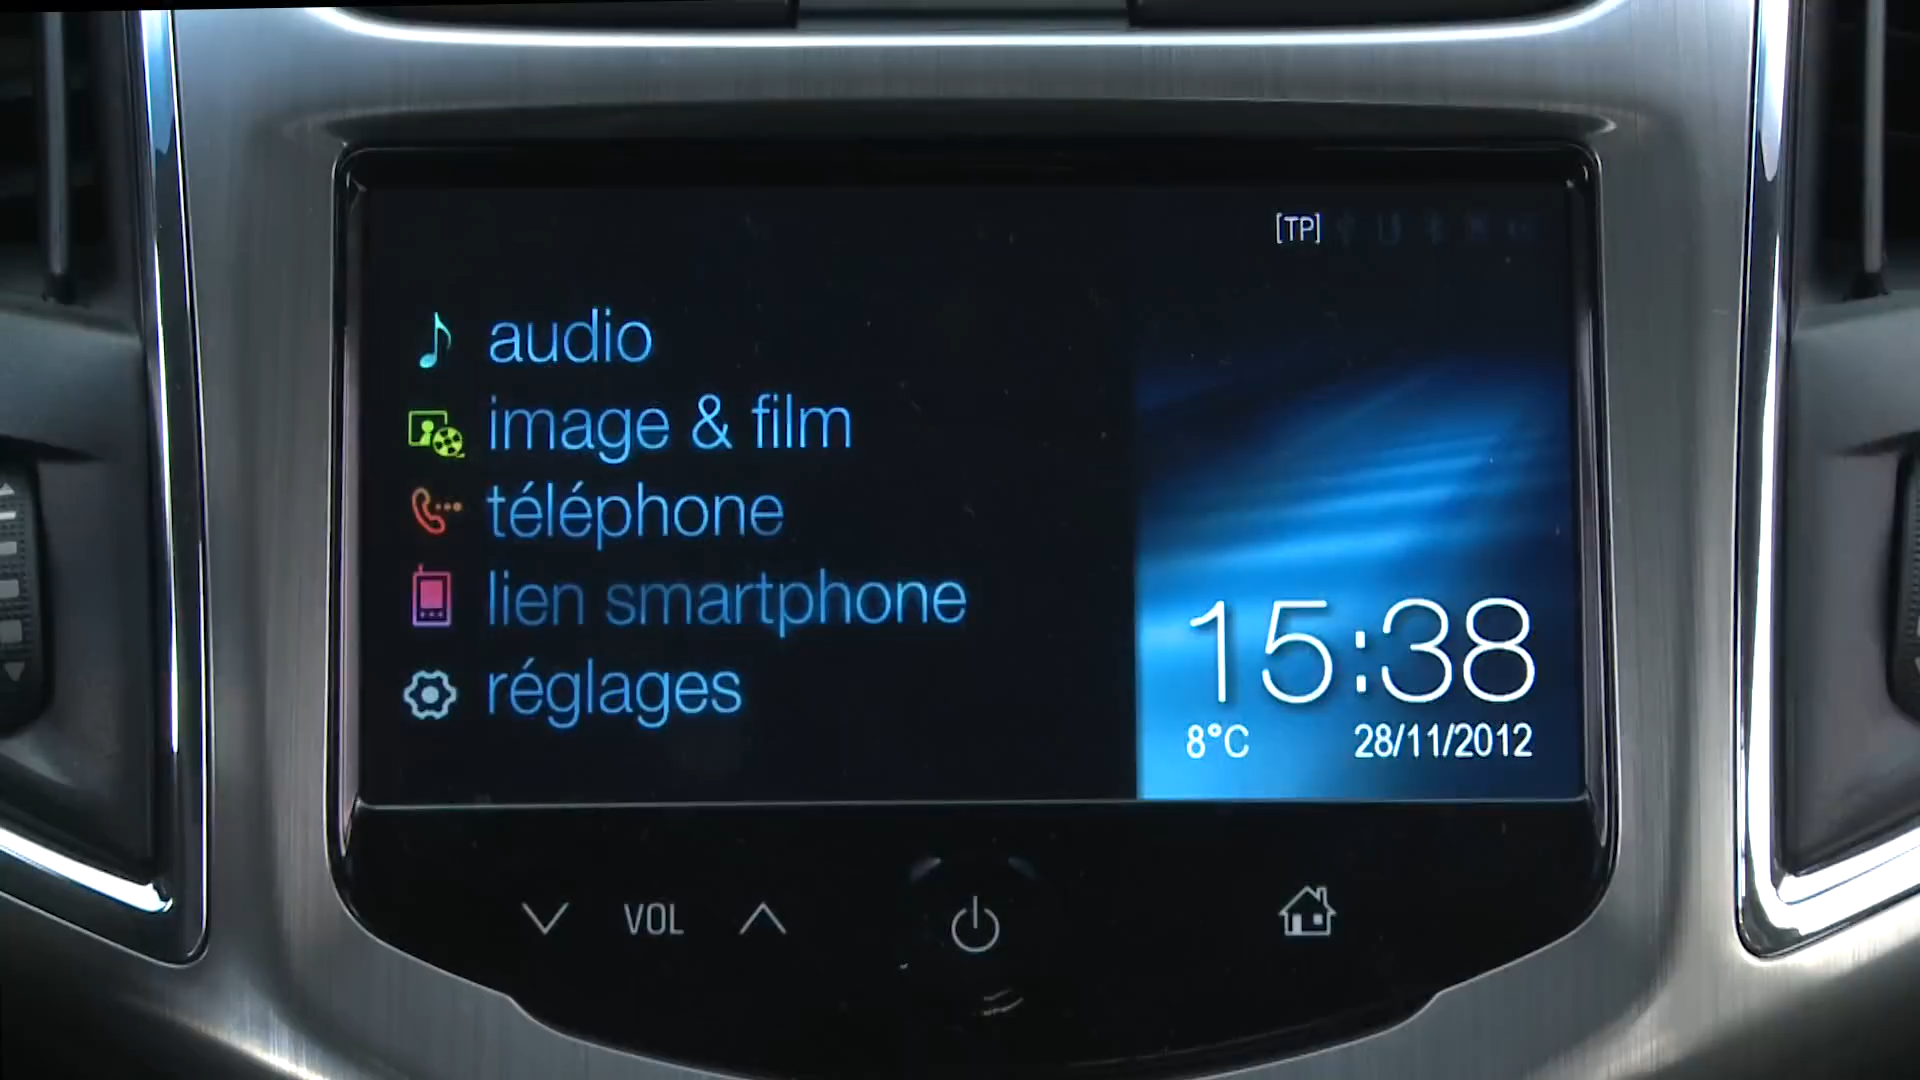 [TP]
audio
image & film
téléphone
lien smartphone
réglages
15:38
8°C 28/11/2012
VOL